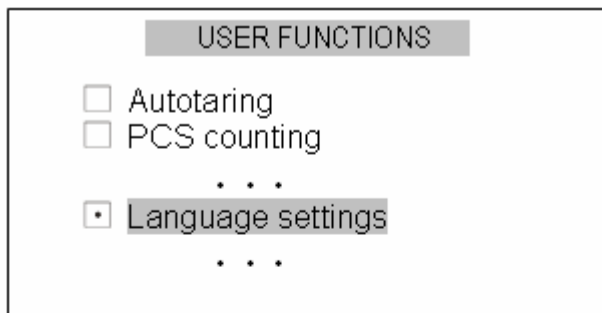 USER FUNCTIONS
Autotaring
PCS counting
. . .
Language settings
. . .